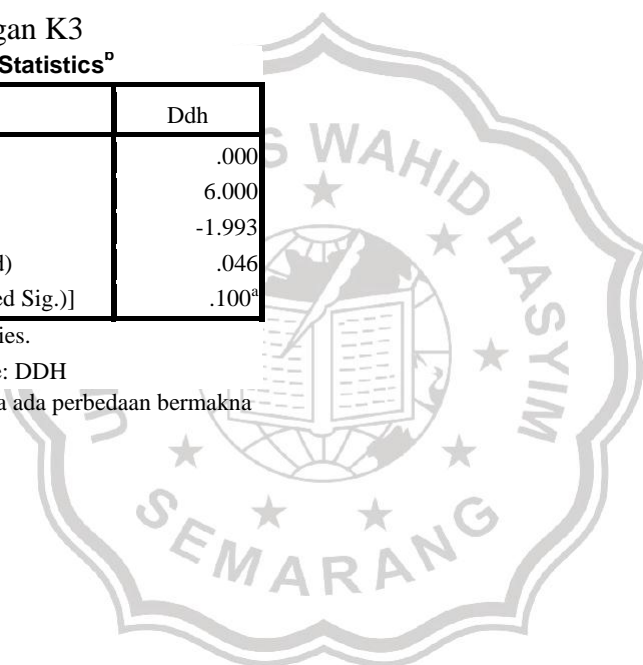 gan K3
Statistics^b
Ddh
.000
6.000
-1.993
d) .046
ed Sig.)] .100^a
ies.
e: DDH
a ada perbedaan bermakna
S WAHID HASYIM
U
SEMARANG